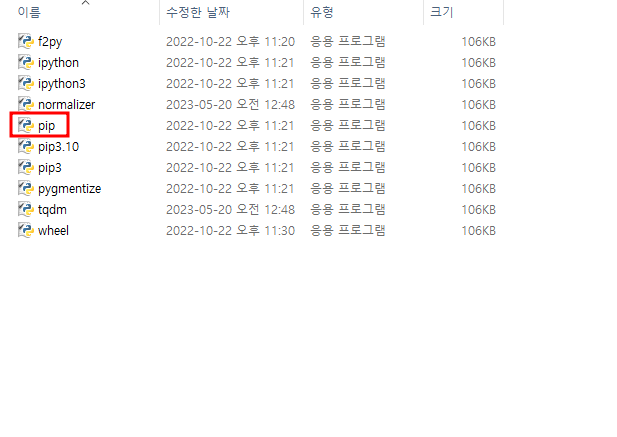 이름 수정한 날짜 유형 크기
f2py 2022-10-22 오후 11:20 응용 프로그램 106KB
ipython 2022-10-22 오후 11:21 응용 프로그램 106KB
ipython3 2022-10-22 오후 11:21 응용 프로그램 106KB
normalizer 2023-05-20 오전 12:48 응용 프로그램 106KB
pip 2022-10-22 오후 11:21 응용 프로그램 106KB
pip3.10 2022-10-22 오후 11:21 응용 프로그램 106KB
pip3 2022-10-22 오후 11:21 응용 프로그램 106KB
pygmentize 2022-10-22 오후 11:21 응용 프로그램 106KB
tqdm 2023-05-20 오전 12:48 응용 프로그램 106KB
wheel 2022-10-22 오후 11:30 응용 프로그램 106KB